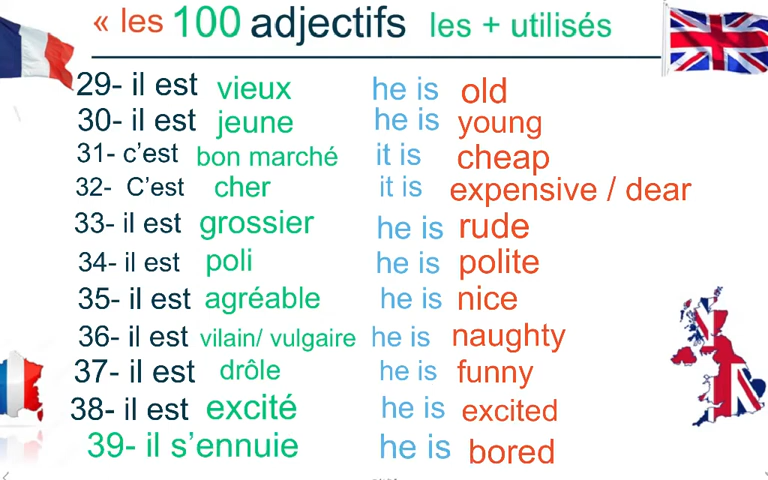 « les 100 adjectifs les + utilisés
29- il est vieux he is old
30- il est jeune he is young
31- c’est bon marché it is cheap
32- C’est cher it is expensive / dear
33- il est grossier he is rude
34- il est poli he is polite
35- il est agréable he is nice
36- il est vilain/ vulgaire he is naughty
37- il est drôle he is funny
38- il est excité he is excited
39- il s’ennuie he is bored